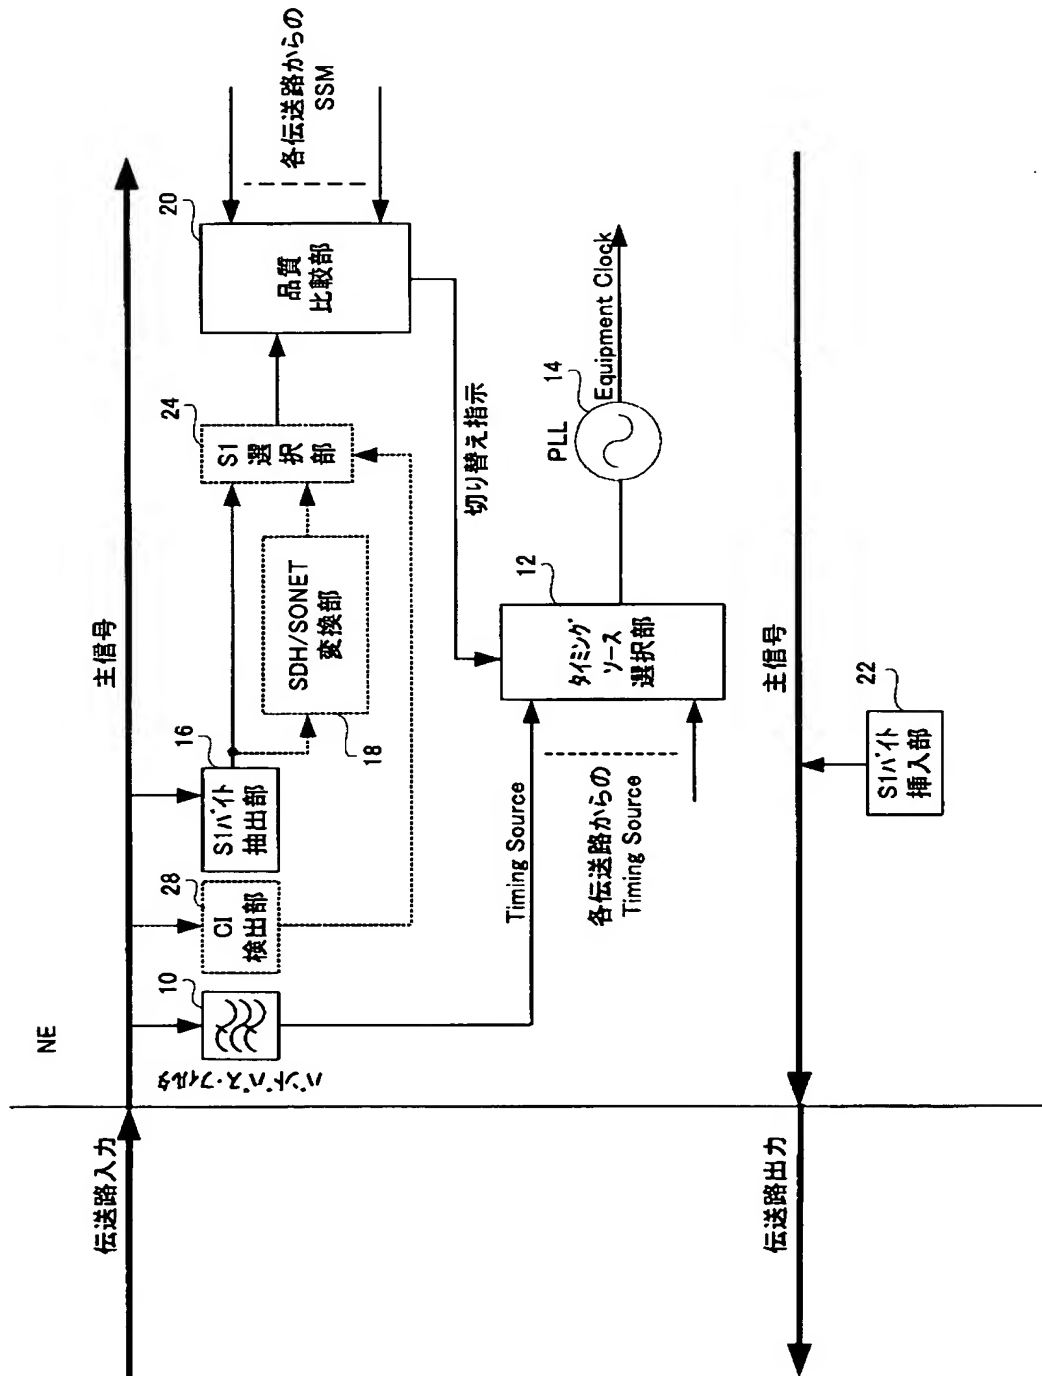 NE
伝送路入力
主信号
バンドパス・フィルタ
10
28
CI
検出部
16
S1バイト
抽出部
18
SDH/SONET
変換部
24
S1
選択部
20
品質
比較部
各伝送路からの
SSM
切り替え指示
Timing Source
各伝送路からの
Timing Source
12
タイミング
ソース
選択部
PLL
14
Equipment Clock
伝送路出力
主信号
22
S1バイト
挿入部